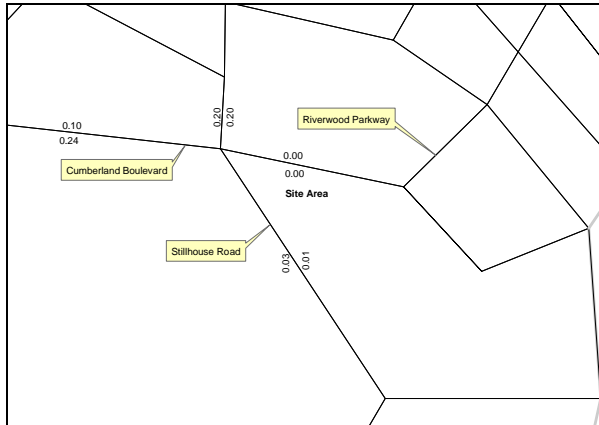 0.20
0.20
0.10
0.24
Riverwood Parkway
0.00
0.00
Cumberland Boulevard
Site Area
Stillhouse Road
0.03
0.01